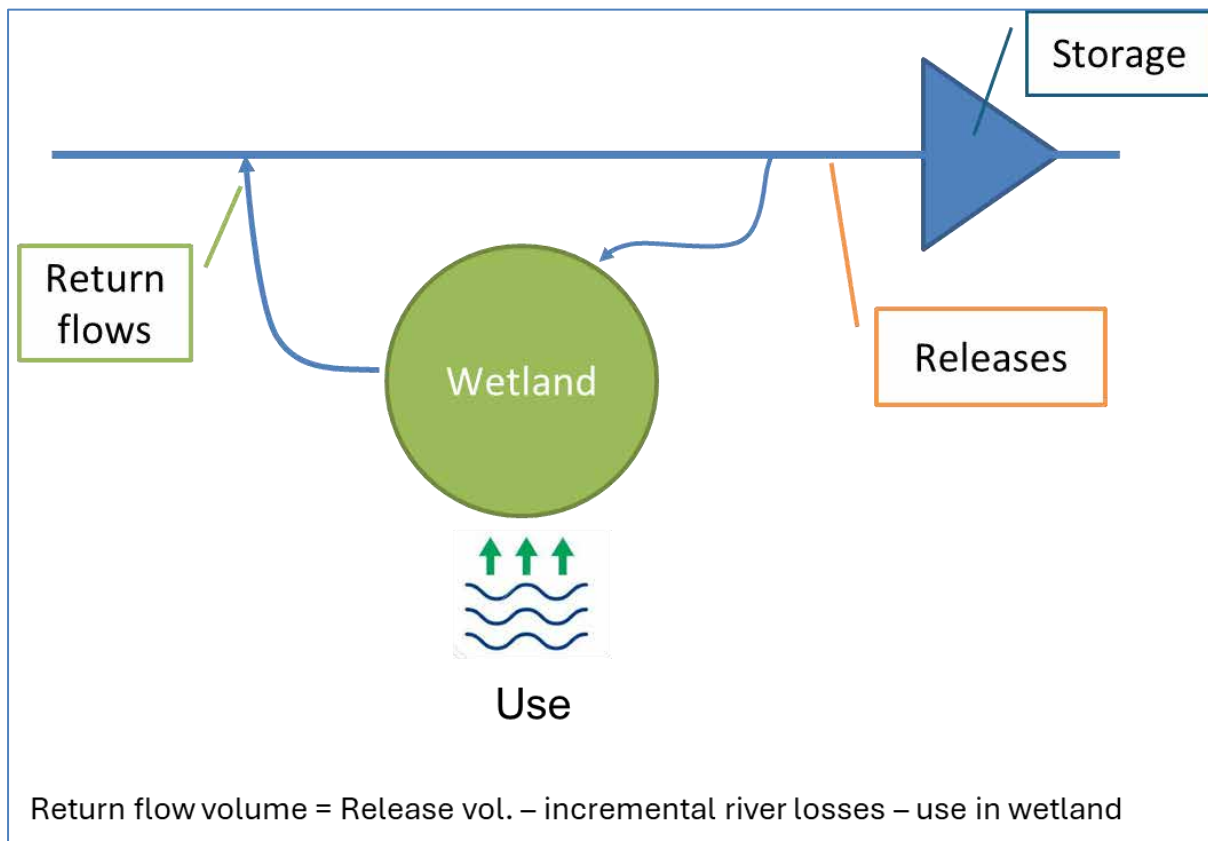 Storage
Return
flows
Releases
Wetland
Use
Return flow volume = Release vol. – incremental river losses – use in wetland